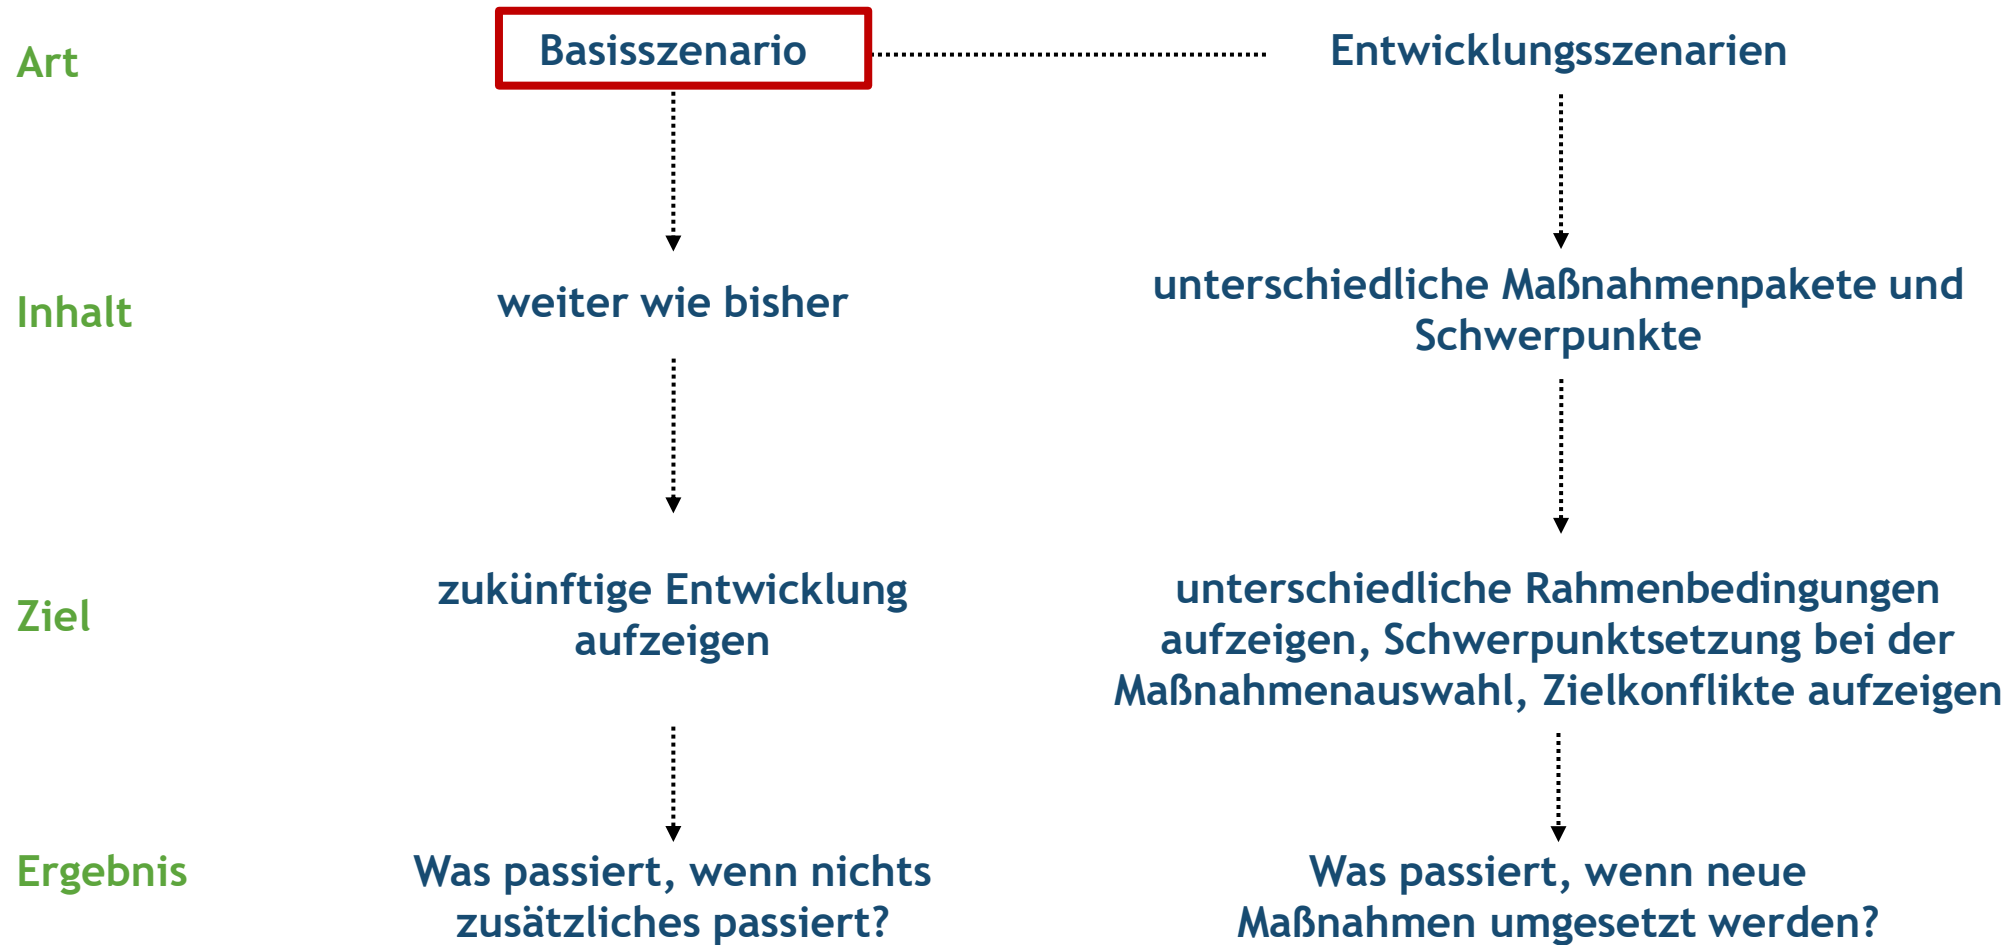 Art
Basisszenario
Entwicklungsszenarien
Inhalt
weiter wie bisher
unterschiedliche Maßnahmenpakete und
Schwerpunkte
Ziel
zukünftige Entwicklung
aufzeigen
unterschiedliche Rahmenbedingungen
aufzeigen, Schwerpunktsetzung bei der
Maßnahmenauswahl, Zielkonflikte aufzeigen
Ergebnis
Was passiert, wenn nichts
zusätzliches passiert?
Was passiert, wenn neue
Maßnahmen umgesetzt werden?